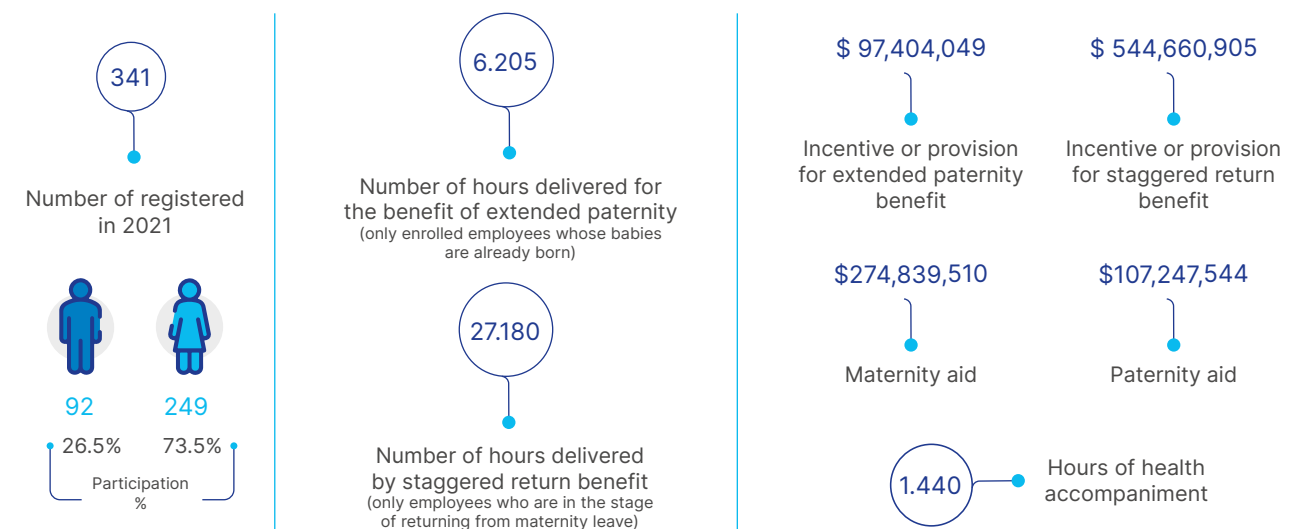 341
Number of registered
in 2021
92
249
26.5%
73.5%
Participation
%
6.205
Number of hours delivered for
the benefit of extended paternity
(only enrolled employees whose babies
are already born)
27.180
Number of hours delivered
by staggered return benefit
(only employees who are in the stage
of returning from maternity leave)
$ 97,404,049
Incentive or provision
for extended paternity
benefit
$ 544,660,905
Incentive or provision
for staggered return
benefit
$274,839,510
Maternity aid
$107,247,544
Paternity aid
1.440
Hours of health
accompaniment